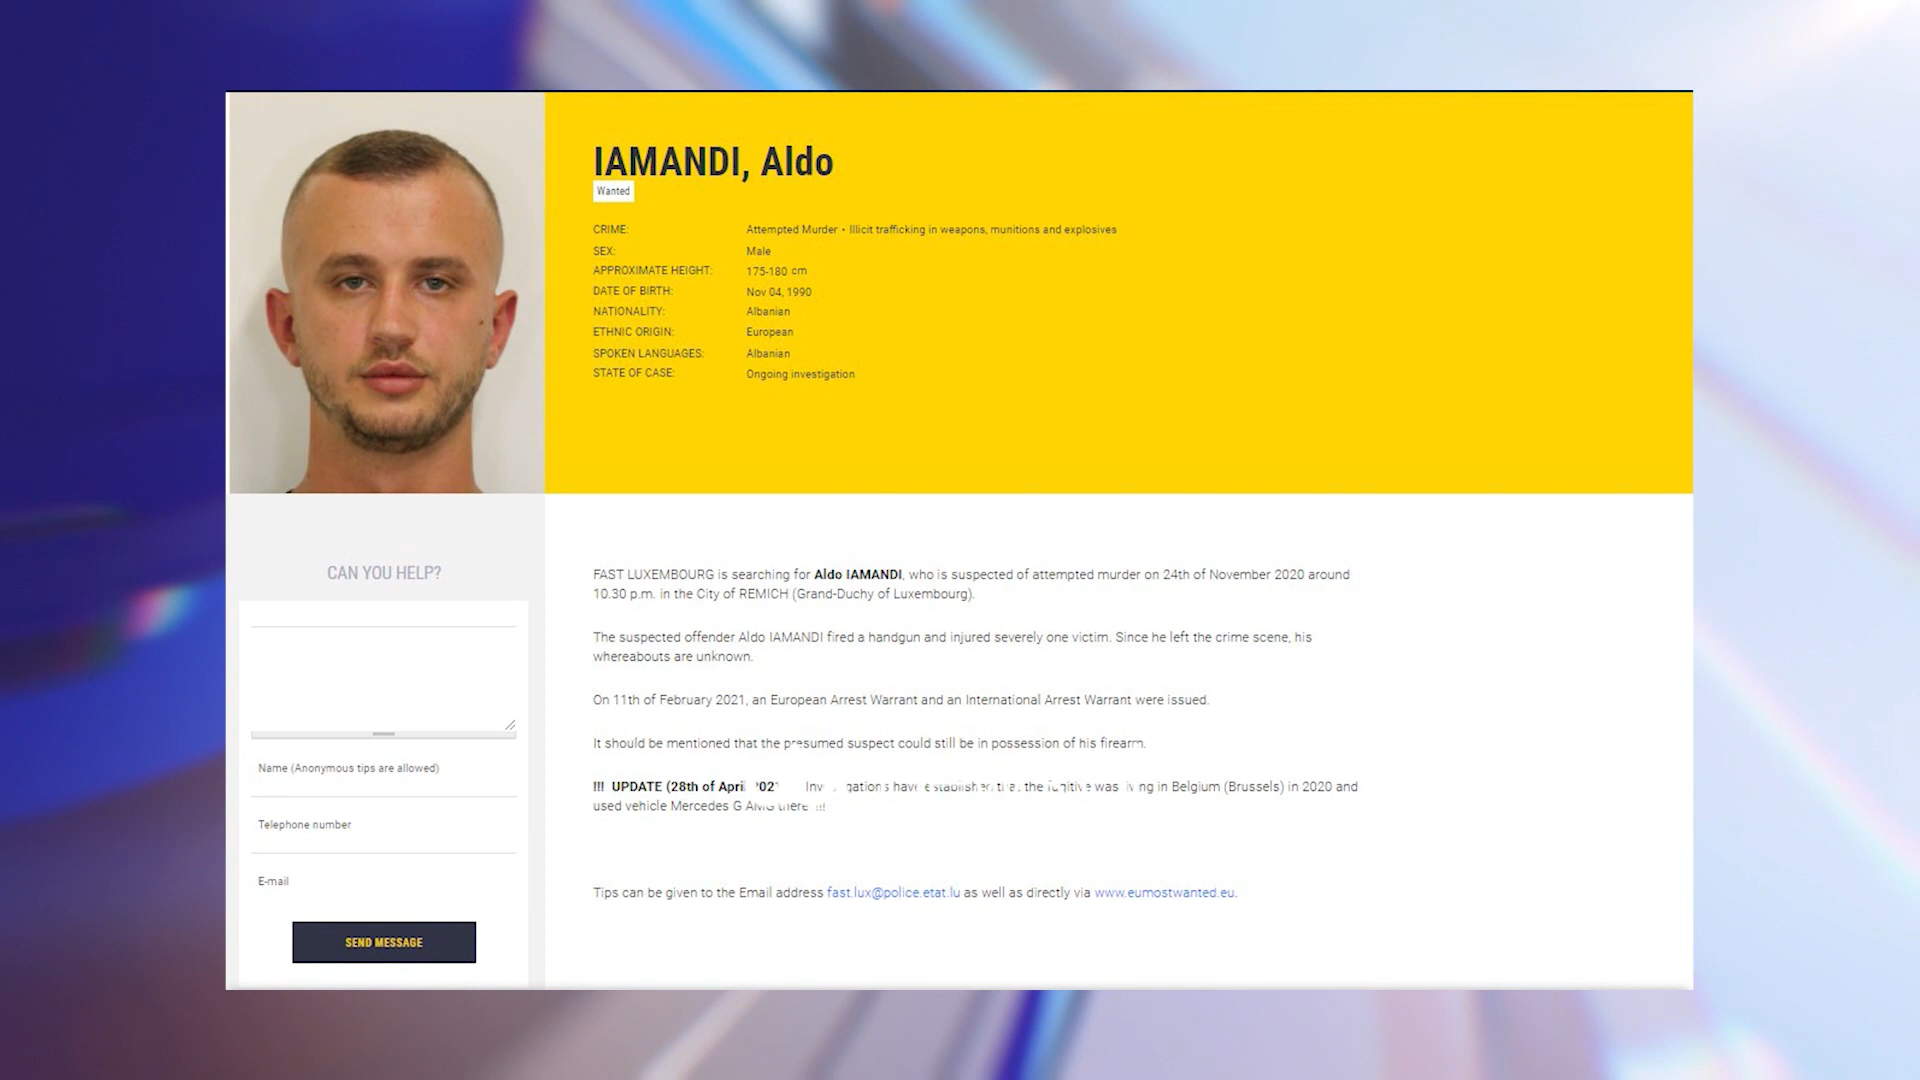 IAMANDI, Aldo
Wanted
CRIME: Attempted Murder • Illicit trafficking in weapons, munitions and explosives
SEX: Male
APPROXIMATE HEIGHT: 175-180 cm
DATE OF BIRTH: Nov 04, 1990
NATIONALITY: Albanian
ETHNIC ORIGIN: European
SPOKEN LANGUAGES: Albanian
STATE OF CASE: Ongoing investigation
CAN YOU HELP?
Name (Anonymous tips are allowed)
Telephone number
E-mail
SEND MESSAGE
FAST LUXEMBOURG is searching for Aldo IAMANDI, who is suspected of attempted murder on 24th of November 2020 around
10.30 p.m. in the City of REMICH (Grand-Duchy of Luxembourg).
The suspected offender Aldo IAMANDI fired a handgun and injured severely one victim. Since he left the crime scene, his
whereabouts are unknown.
On 11th of February 2021, an European Arrest Warrant and an International Arrest Warrant were issued.
It should be mentioned that the presumed suspect could still be in possession of his firearm.
!!! UPDATE (28th of April have established that the fugitive was living in Belgium (Brussels) in 2020 and
used vehicle Mercedes G AMG there !!!
Tips can be given to the Email address fast.lux@police.etat.lu as well as directly via www.eumostwanted.eu.